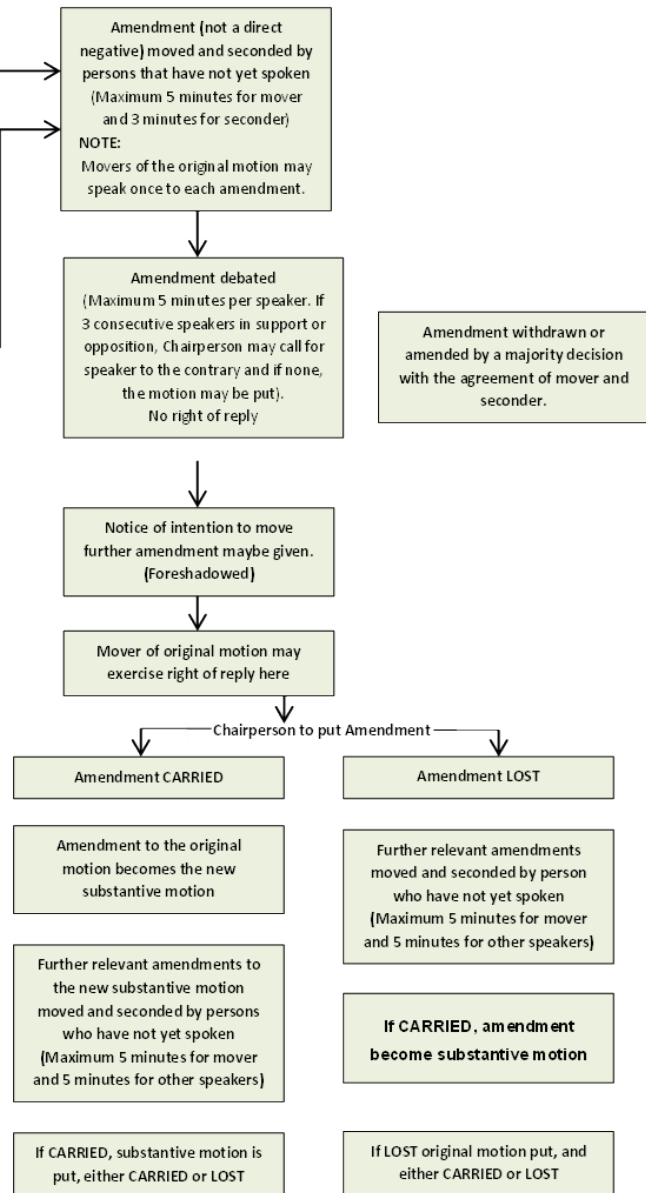 Amendment (not a direct
negative) moved and seconded by
persons that have not yet spoken
(Maximum 5 minutes for mover
and 3 minutes for seconder)
NOTE:
Movers of the original motion may
speak once to each amendment.
Amendment debated
(Maximum 5 minutes per speaker. If
3 consecutive speakers in support or
opposition, Chairperson may call for
speaker to the contrary and if none,
the motion may be put).
No right of reply
Amendment withdrawn or
amended by a majority decision
with the agreement of mover and
seconder.
Notice of intention to move
further amendment maybe given.
(Foreshadowed)
Mover of original motion may
exercise right of reply here
Chairperson to put Amendment
Amendment CARRIED
Amendment to the original
motion becomes the new
substantive motion
Further relevant amendments to
the new substantive motion
moved and seconded by persons
who have not yet spoken
(Maximum 5 minutes for mover
and 5 minutes for other speakers)
If CARRIED, substantive motion is
put, either CARRIED or LOST
Amendment LOST
Further relevant amendments
moved and seconded by person
who have not yet spoken
(Maximum 5 minutes for mover
and 5 minutes for other speakers)
If CARRIED, amendment
become substantive motion
If LOST original motion put, and
either CARRIED or LOST